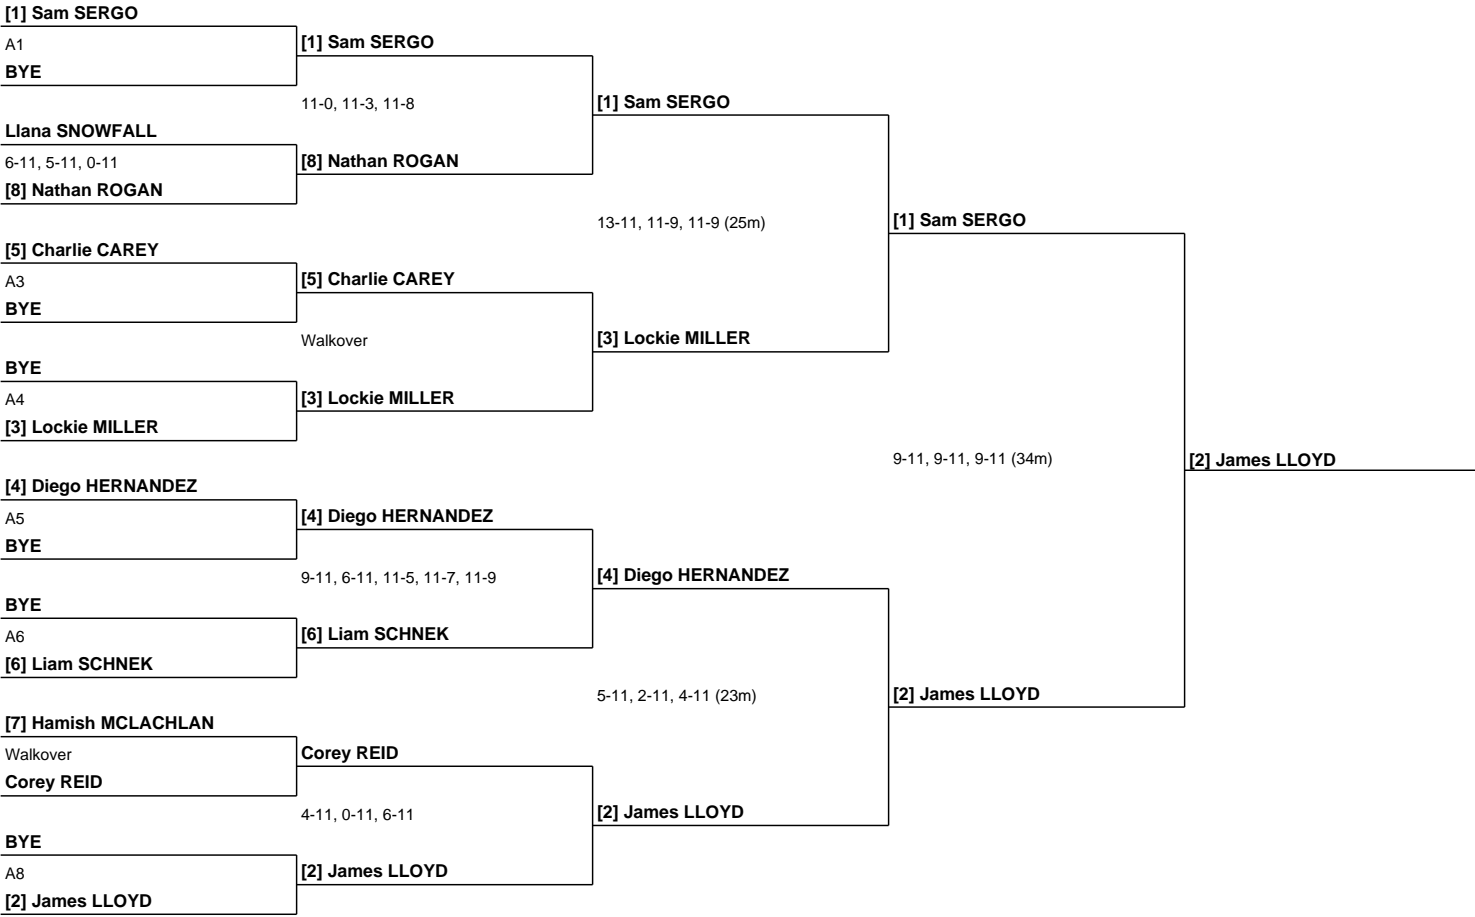 [1] Sam SERGO
A1
BYE
Llana SNOWFALL
6-11, 5-11, 0-11
[8] Nathan ROGAN
[5] Charlie CAREY
A3
BYE
BYE
A4
[3] Lockie MILLER
[4] Diego HERNANDEZ
A5
BYE
BYE
A6
[6] Liam SCHNEK
[7] Hamish MCLACHLAN
Walkover
Corey REID
BYE
A8
[2] James LLOYD
[1] Sam SERGO
11-0, 11-3, 11-8
[8] Nathan ROGAN
[5] Charlie CAREY
Walkover
[3] Lockie MILLER
[4] Diego HERNANDEZ
9-11, 6-11, 11-5, 11-7, 11-9
[6] Liam SCHNEK
Corey REID
4-11, 0-11, 6-11
[2] James LLOYD
[1] Sam SERGO
13-11, 11-9, 11-9 (25m)
[3] Lockie MILLER
[4] Diego HERNANDEZ
5-11, 2-11, 4-11 (23m)
[2] James LLOYD
[1] Sam SERGO
9-11, 9-11, 9-11 (34m)
[2] James LLOYD
[2] James LLOYD